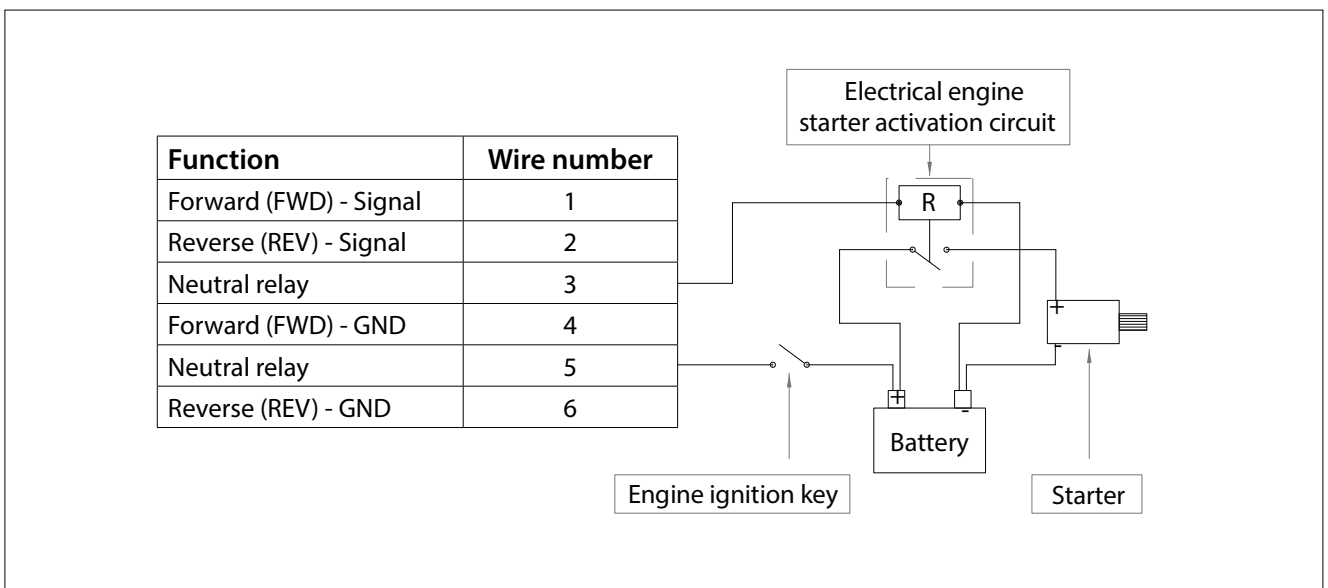 Electrical engine
starter activation circuit
Function Wire number
Forward (FWD) - Signal 1
Reverse (REV) - Signal 2
Neutral relay 3
Forward (FWD) - GND 4
Neutral relay 5
Reverse (REV) - GND 6
R
+
-
+
-
Battery
Engine ignition key
Starter